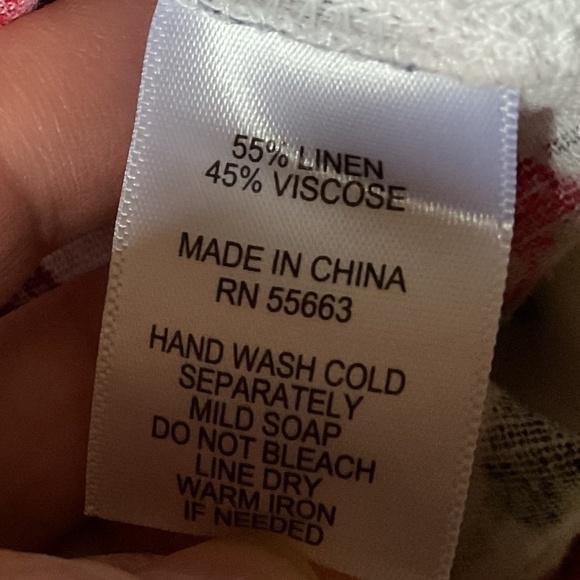 55% LINEN
45% VISCOSE
MADE IN CHINA
RN 55663
HAND WASH COLD
SEPARATELY
MILD SOAP
DO NOT BLEACH
LINE DRY
WARM IRON
IF NEEDED